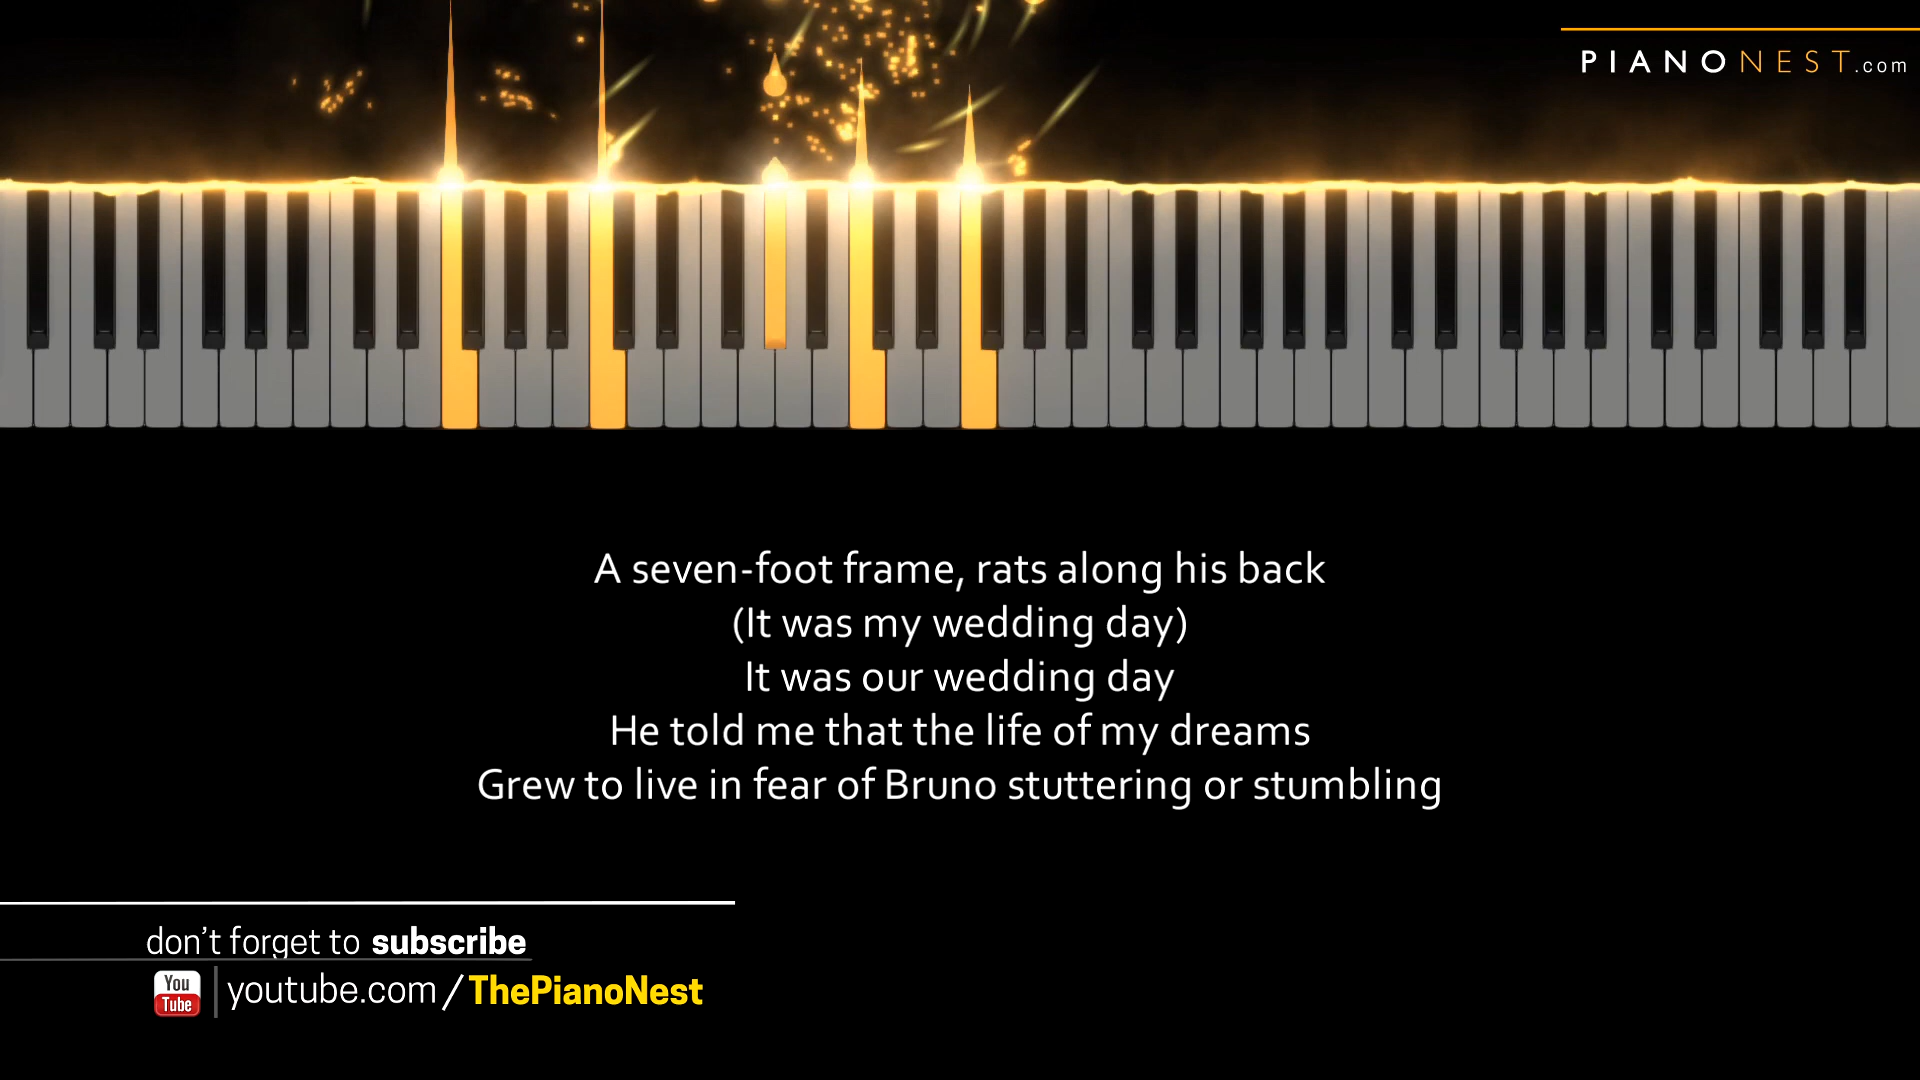 PIANONEST.com
A seven-foot frame, rats along his back
(It was my wedding day)
It was our wedding day
He told me that the life of my dreams
Grew to live in fear of Bruno stuttering or stumbling
don't forget to subscribe
You
Tube
youtube.com/ThePianoNest